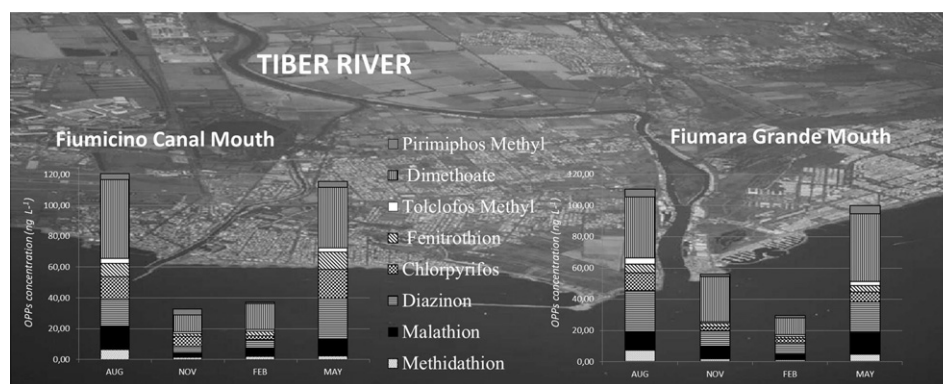 TIBER RIVER
Fiumicino Canal Mouth
OPPs concentration (ng L-1)
120,00
100,00
80,00
60,00
40,00
20,00
0,00
AUG NOV FEB MAY
Pirimiphos Methyl
Dimethoate
Tolclofos Methyl
Fenitrothion
Chlorpyrifos
Diazinon
Malathion
Methidathion
Fiumara Grande Mouth
OPPs concentration (ng L-1)
120,00
100,00
80,00
60,00
40,00
20,00
0,00
AUG NOV FEB MAY